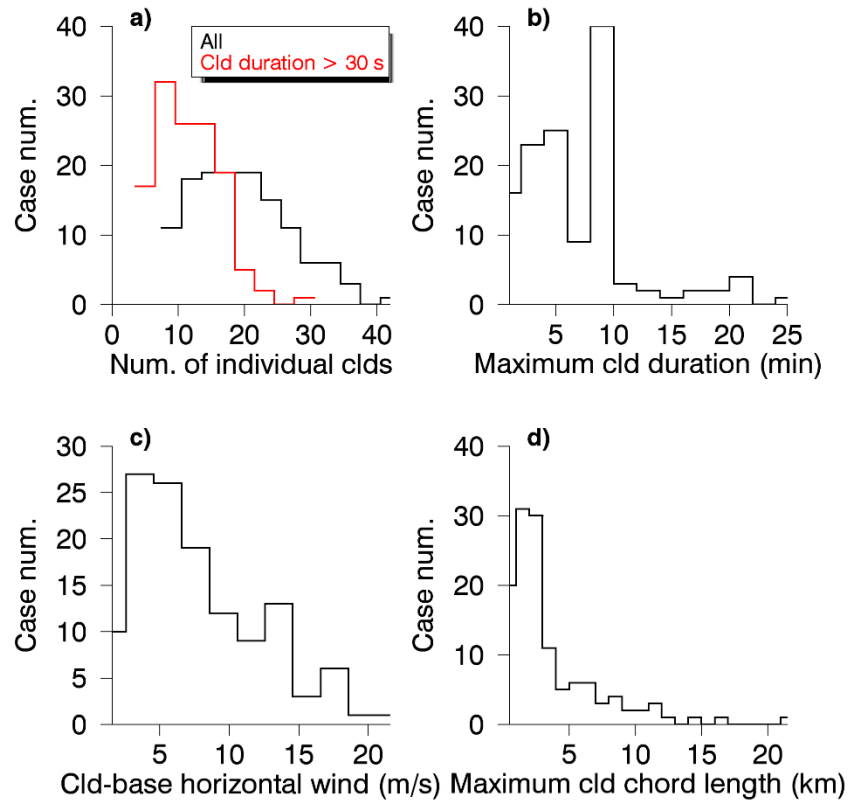 a)
All
Cld duration > 30 s
Case num.
40
30
20
10
0
0 10 20 30 40
Num. of individual clds
b)
Case num.
40
30
20
10
0
5 10 15 20 25
Maximum cld duration (min)
c)
Case num.
30
25
20
15
10
5
0
5 10 15 20
Cld-base horizontal wind (m/s)
d)
Case num.
40
30
20
10
0
5 10 15 20
Maximum cld chord length (km)